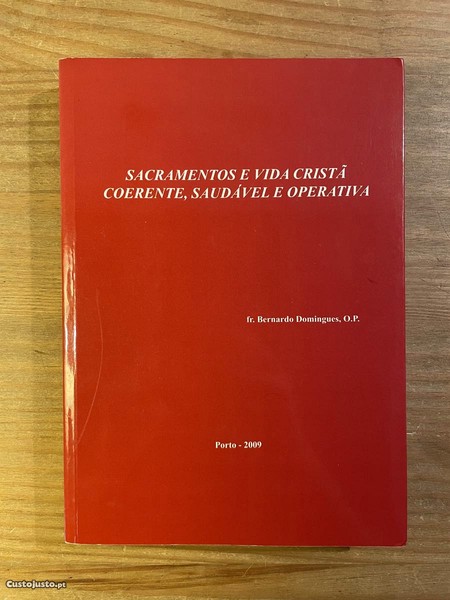 SACRAMENTOS E VIDA CRISTÃ
COERENTE, SAUDÁVEL E OPERATIVA
fr. Bernardo Domingues, O.P.
Porto - 2009
Custojusto.pt